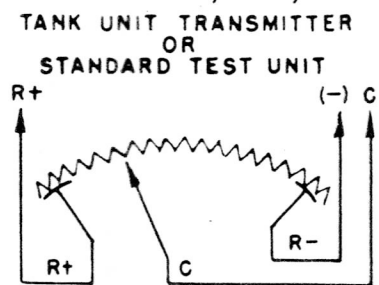 TANK UNIT TRANSMITTER
OR
STANDARD TEST UNIT
R+ (-) C
R-
R+ C